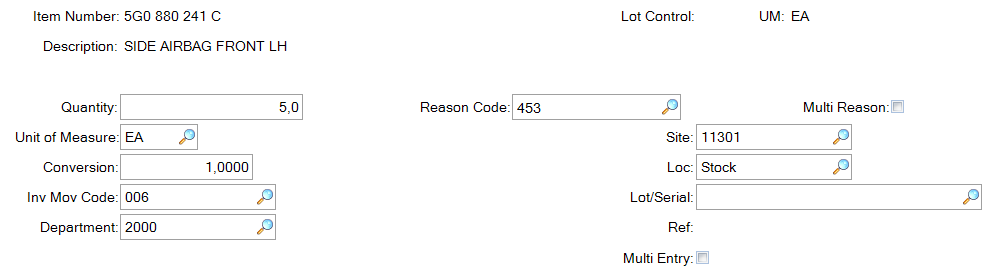 Item Number: 5G0 880 241 C Lot Control: UM: EA
Description: SIDE AIRBAG FRONT LH
Quantity: 5,0 Reason Code: 453 Multi Reason:
Unit of Measure: EA Site: 11301
Conversion: 1,0000 Loc: Stock
Inv Mov Code: 006 Lot/Serial:
Department: 2000 Ref:
Multi Entry: